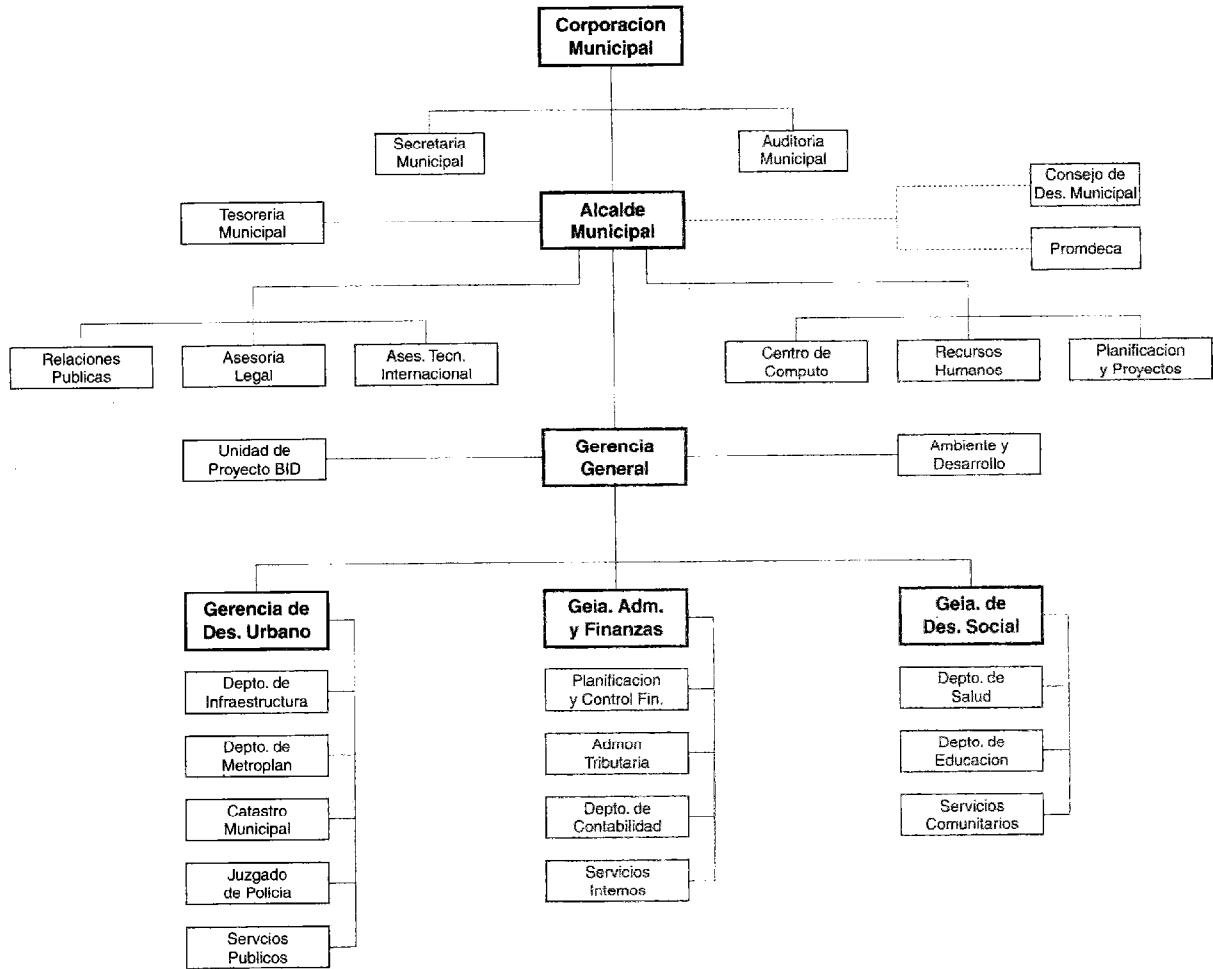 Corporacion
Municipal
Secretaria
Municipal
Auditoria
Municipal
Consejo de
Des. Municipal
Tesoreria
Municipal
Alcalde
Municipal
Promdeca
Relaciones
Publicas
Asesoria
Legal
Ases. Tecn.
Internacional
Centro de
Computo
Recursos
Humanos
Planificacion
y Proyectos
Unidad de
Proyecto BID
Gerencia
General
Ambiente y
Desarrollo
Gerencia de
Des. Urbano
Depto. de
Infraestructura
Depto. de
Metroplan
Catastro
Municipal
Juzgado
de Policia
Servcios
Publicos
Geia. Adm.
y Finanzas
Planificacion
y Control Fin.
Admon
Tributaria
Depto. de
Contabilidad
Servicios
Internos
Geia. de
Des. Social
Depto. de
Salud
Depto. de
Educacion
Servicios
Comunitarios